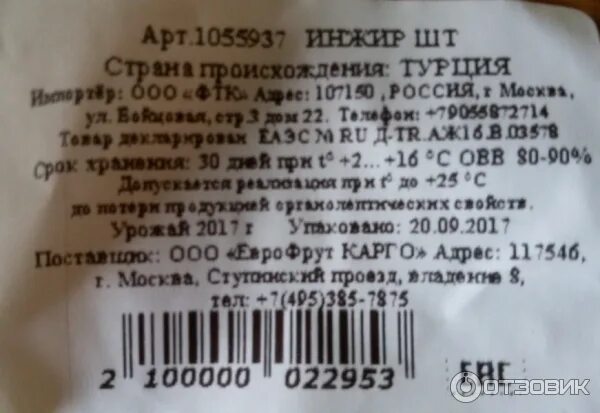 Арт.1055937 ИНЖИР ШТ
Страна происхождения: ТУРЦИЯ
Импортёр: ООО «ФТК» Адрес: 107150 , РОССИЯ, г Москва,
ул. Бойцовая, стр.3 дом 22. Телефон: +79055872714
Товар декларирован ЕАЭС № RU Д-TR.АЖ16.В.03578
Срок хранения: 30 дней при t° +2... +16 °C ОВВ 80-90%
Допускается реализация при t° до +25 °C
до потери продукцией органолептических свойств.
Урожай 2017 г Упаковано: 20.09.2017
Поставщик: ООО «ЕвроФрут КАРГО» Адрес: 117546,
г. Москва, Ступинский проезд, владение 8,
тел: +7(495)385-7875
2 100000 022953
EAC
ОТЗОВИК